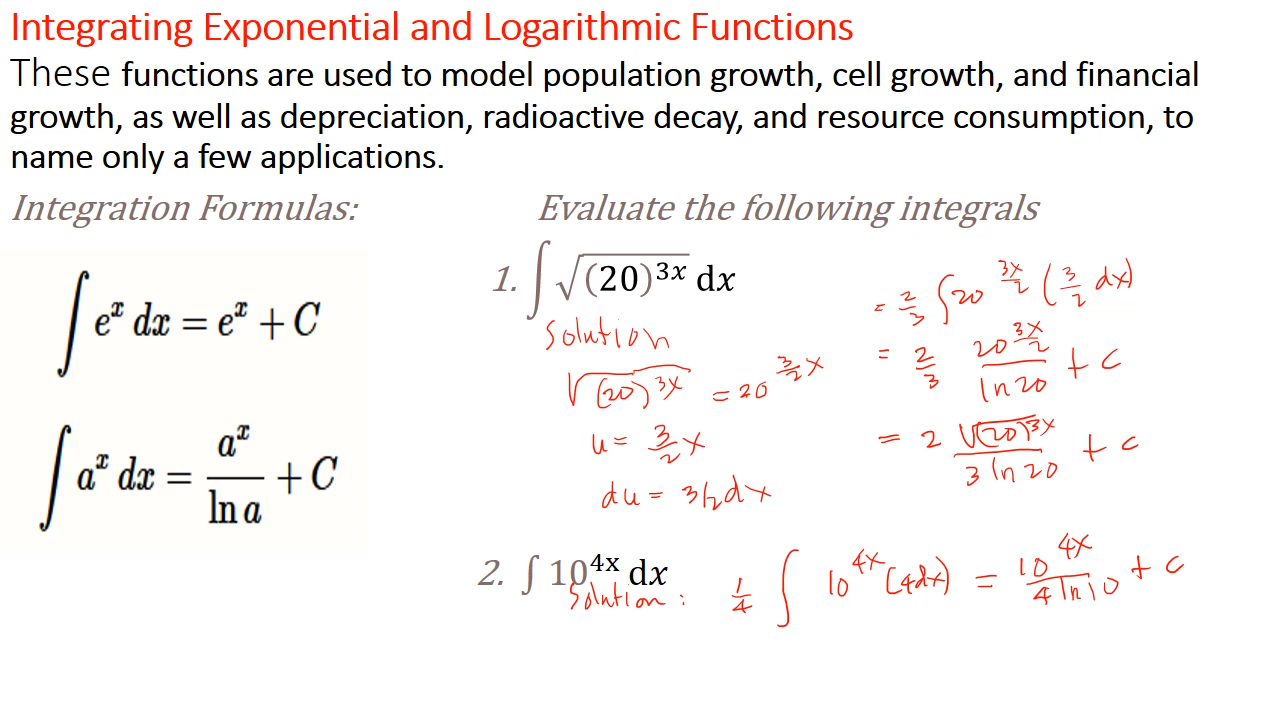 Integrating Exponential and Logarithmic Functions
These functions are used to model population growth, cell growth, and financial
growth, as well as depreciation, radioactive decay, and resource consumption, to
name only a few applications.
Integration Formulas:
∫ e^x dx = e^x + C
∫ a^x dx = a^x / ln a + C
Evaluate the following integrals
1. ∫ √((20)^3x) dx
Solution
√((20)^3x) = 20^(3/2 x)
u = 3/2 x
du = 3/2 dx
= 2/3 ∫ 20^(3x/2) (3/2 dx)
= 2/3 20^(3x/2) / ln 20 + C
= 2 √((20)^3x) / 3 ln 20 + C
2. ∫ 10^4x dx
Solution: 1/4 ∫ 10^4x (4dx) = 10^4x / 4 ln 10 + C